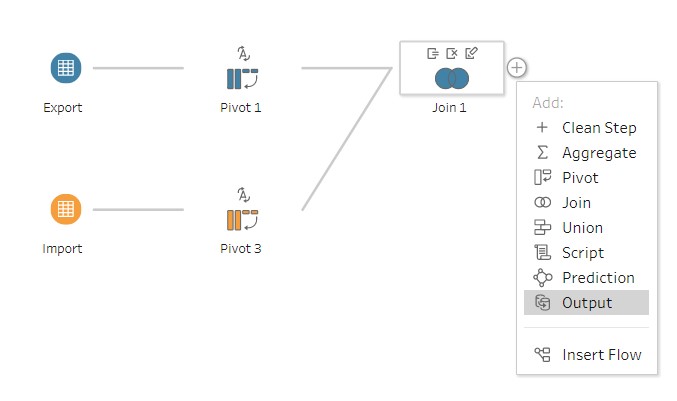 Export
Pivot 1
Join 1
Import
Pivot 3
Add:
Clean Step
Aggregate
Pivot
Join
Union
Script
Prediction
Output
Insert Flow